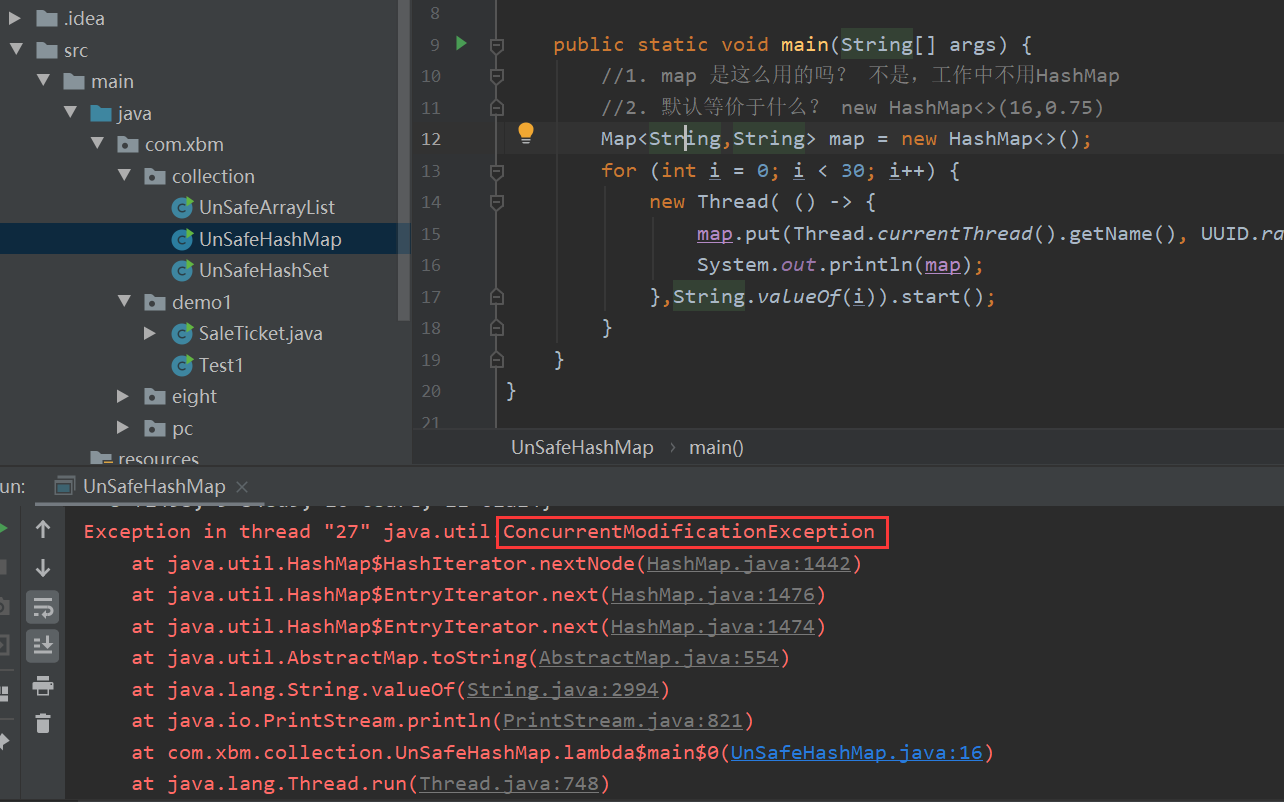 .idea
src
main
java
com.xbm
collection
UnSafeArrayList
UnSafeHashMap
UnSafeHashSet
demo1
SaleTicket.java
Test1
eight
pc
resources
8
9 public static void main(String[] args) {
10 //1. map 是这么用的吗? 不是，工作中不用HashMap
11 //2. 默认等价于什么? new HashMap<>(16,0.75)
12 Map<String,String> map = new HashMap<>();
13 for (int i = 0; i < 30; i++) {
14 new Thread( () -> {
15 map.put(Thread.currentThread().getName(), UUID.ra
16 System.out.println(map);
17 },String.valueOf(i)).start();
18 }
19 }
20 }
21
UnSafeHashMap › main()
un: UnSafeHashMap ×
Exception in thread "27" java.util.ConcurrentModificationException
at java.util.HashMap$HashIterator.nextNode(HashMap.java:1442)
at java.util.HashMap$EntryIterator.next(HashMap.java:1476)
at java.util.HashMap$EntryIterator.next(HashMap.java:1474)
at java.util.AbstractMap.toString(AbstractMap.java:554)
at java.lang.String.valueOf(String.java:2994)
at java.io.PrintStream.println(PrintStream.java:821)
at com.xbm.collection.UnSafeHashMap.lambda$main$0(UnSafeHashMap.java:16)
at java.lang.Thread.run(Thread.java:748)